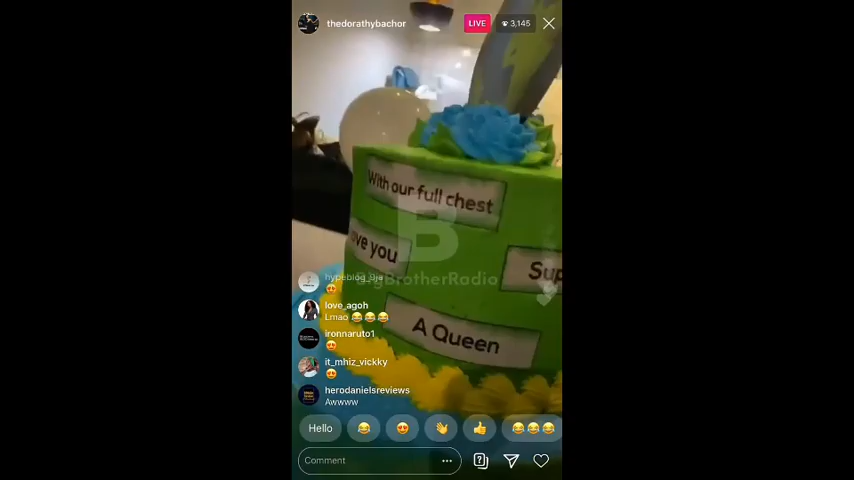 thedorathybachor
LIVE
3,145
With our full chest
ove you
Sup
A Queen
B
BigBrotherRadio
hypeblog_9ja
😍
love_agoh
Lmao 😂😂😂
ironnaruto1
😍
it_mhiz_vickky
😍
herodanielsreviews
Awwww
Hello 😂 😍 👋 👍 😂😂😂
Comment